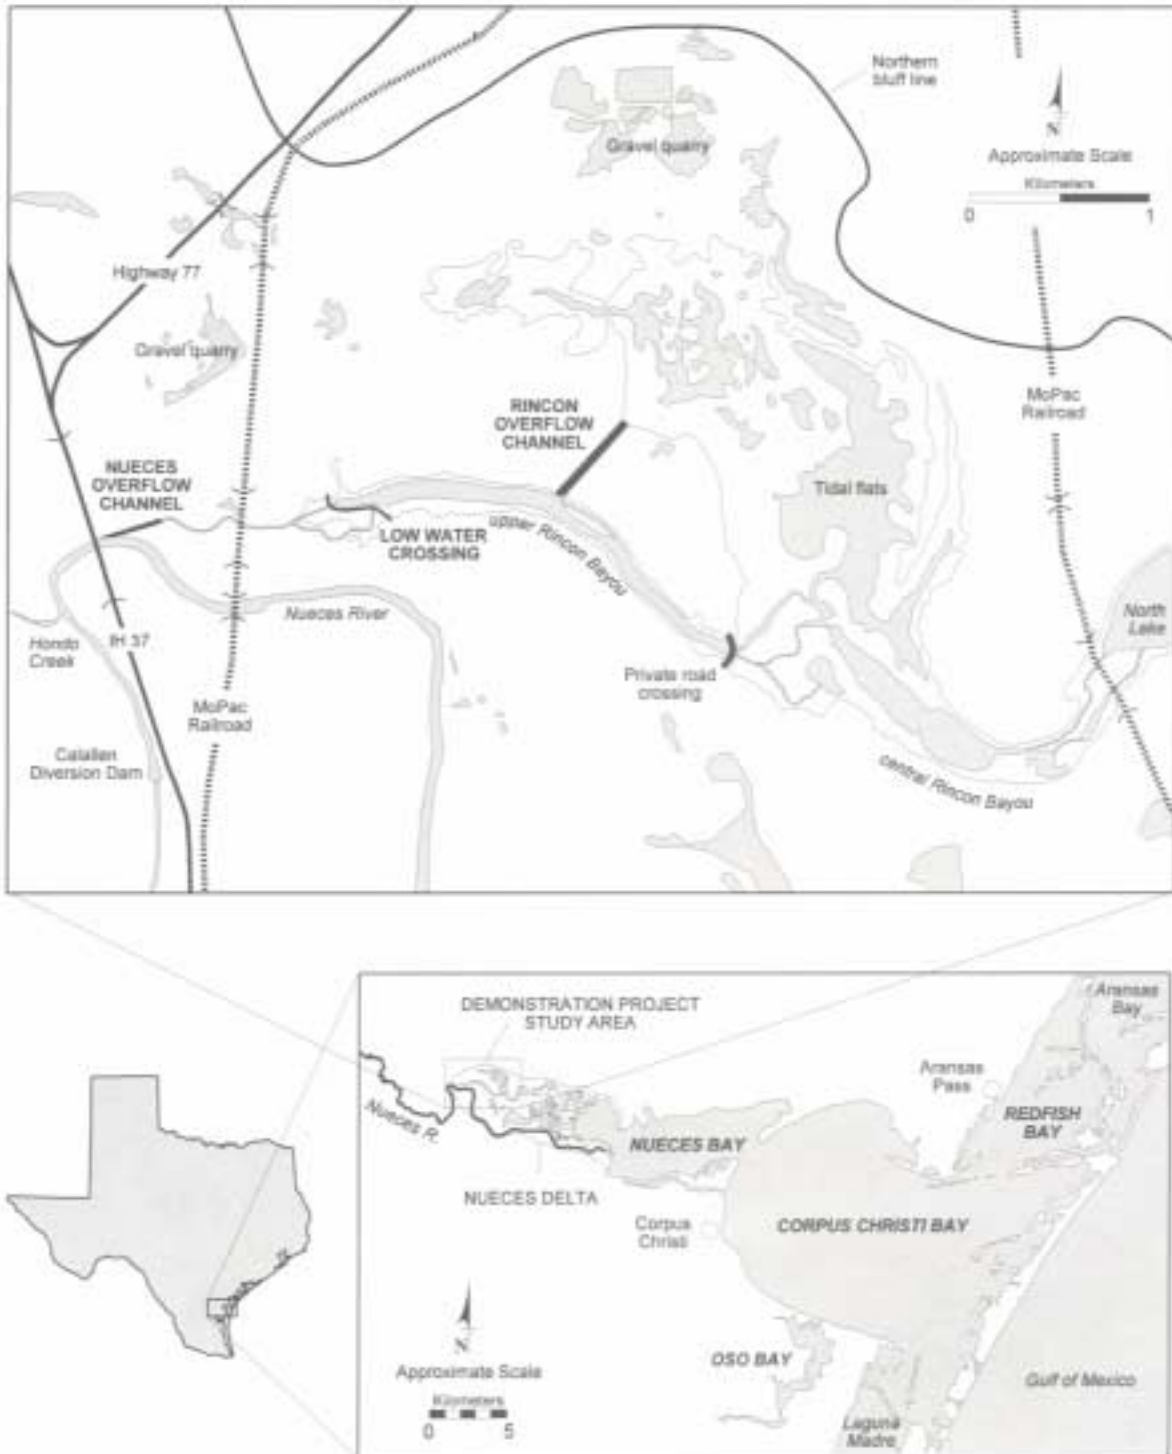 Northern
bluff line
Gravel quarry
N
Approximate Scale
Kilometers
0 1
Highway 77
Gravel quarry
MoPac
Railroad
RINCON
OVERFLOW
CHANNEL
NUECES
OVERFLOW
CHANNEL
Tidal flats
LOW WATER
CROSSING
upper Rincon Bayou
Nueces River
North
Lake
Hondo
Creek
IH 37
Private road
crossing
MoPac
Railroad
Calallen
Diversion Dam
central Rincon Bayou
DEMONSTRATION PROJECT
STUDY AREA
Aransas
Bay
Aransas
Pass
Nueces R.
REDFISH
BAY
NUECES BAY
NUECES DELTA
Corpus
Christi
CORPUS CHRISTI BAY
N
Approximate Scale
Kilometers
0 5
OSO BAY
Gulf of Mexico
Laguna
Madre